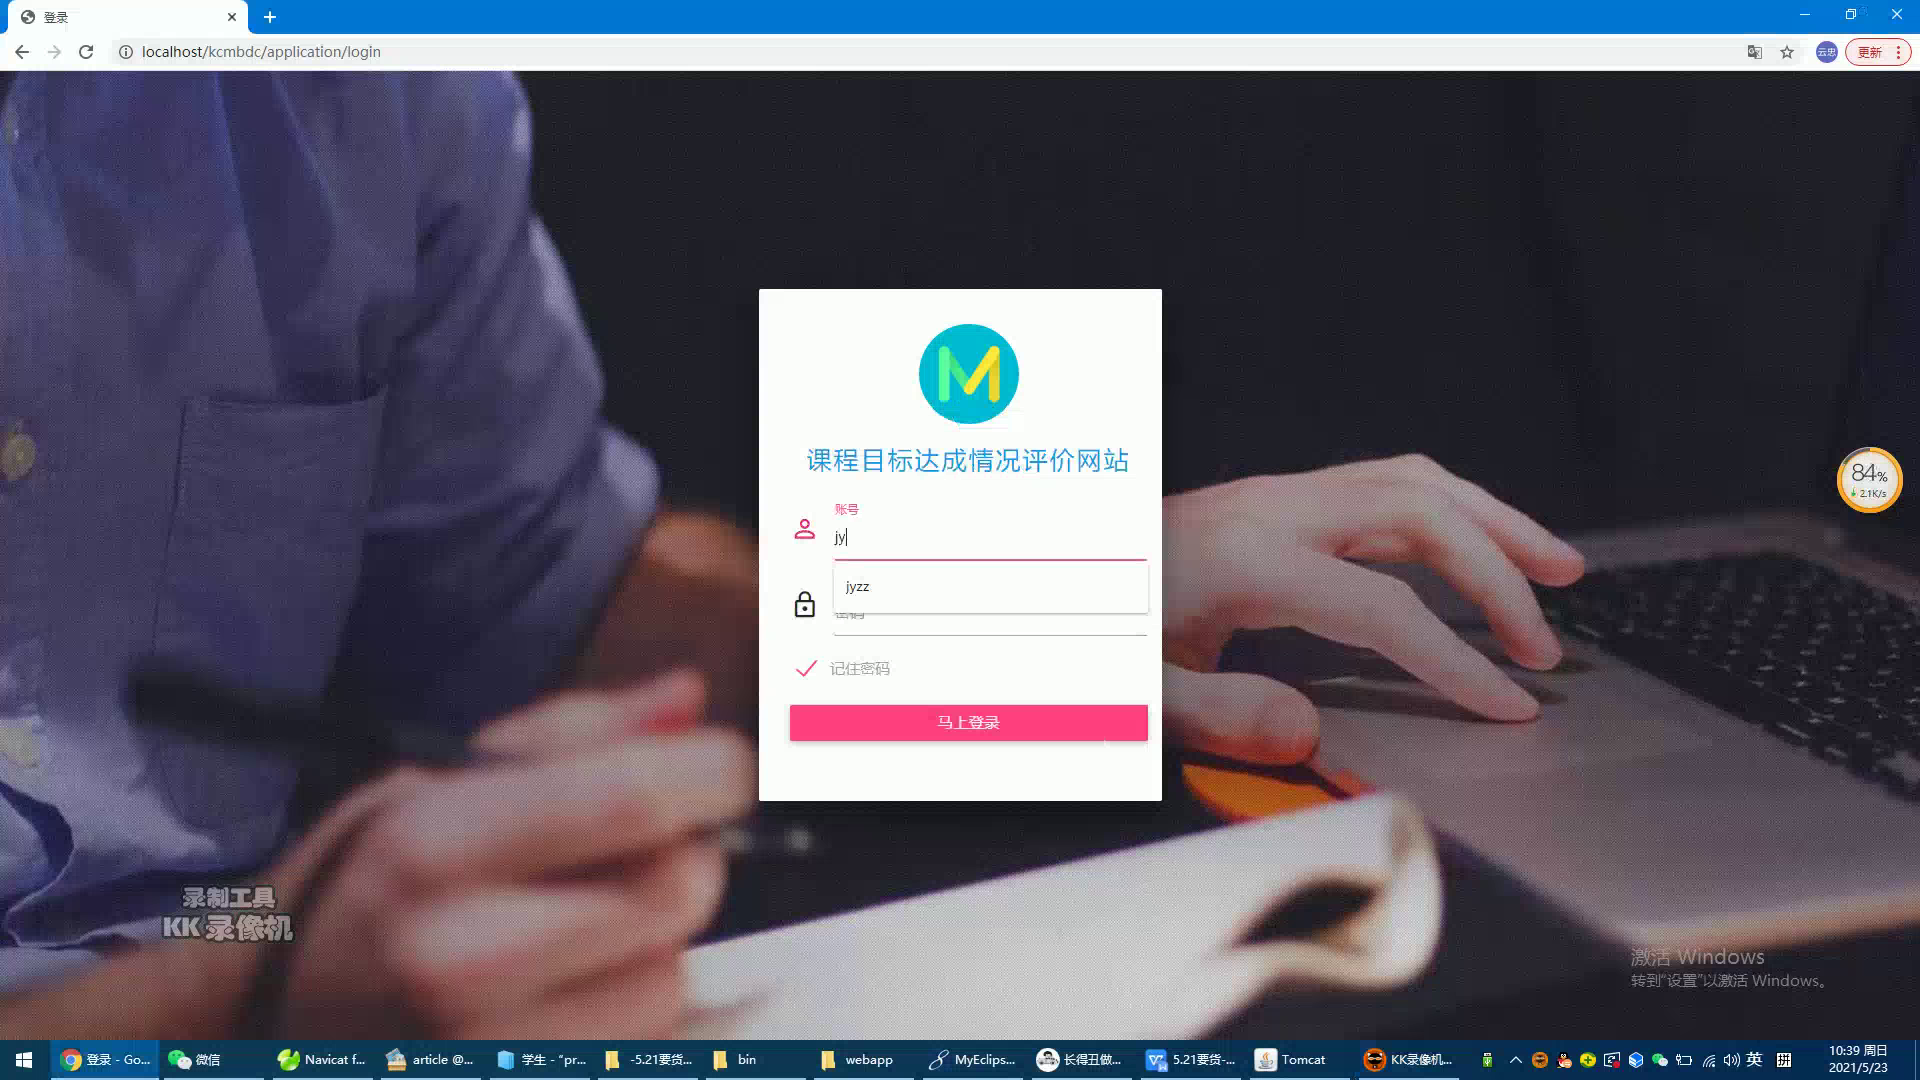 登录
localhost/kcmbdc/application/login
云忠
更新
课程目标达成情况评价网站
账号
jy
jyzz
记住密码
马上登录
84%
2.1K/s
录制工具
KK 录像机
激活 Windows
转到"设置"以激活 Windows。
登录 - Go...
微信
Navicat f...
article @...
学生 - "pr...
-5.21要货...
bin
webapp
MyEclips...
长得丑做...
5.21要货-...
Tomcat
KK录像机...
英
拼
10:39 周日
2021/5/23